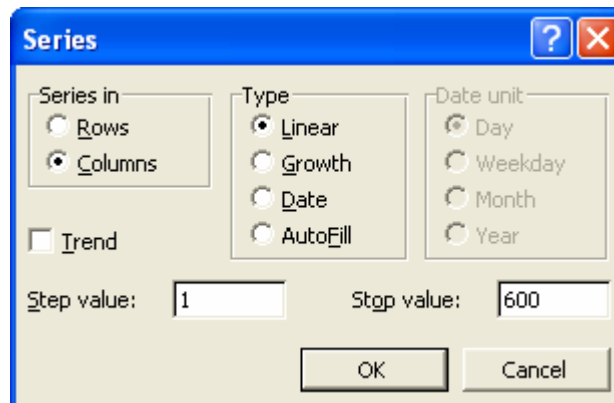 Series
Series in
Rows
Columns
Trend
Type
Linear
Growth
Date
AutoFill
Date unit
Day
Weekday
Month
Year
Step value: 1 Stop value: 600
OK Cancel